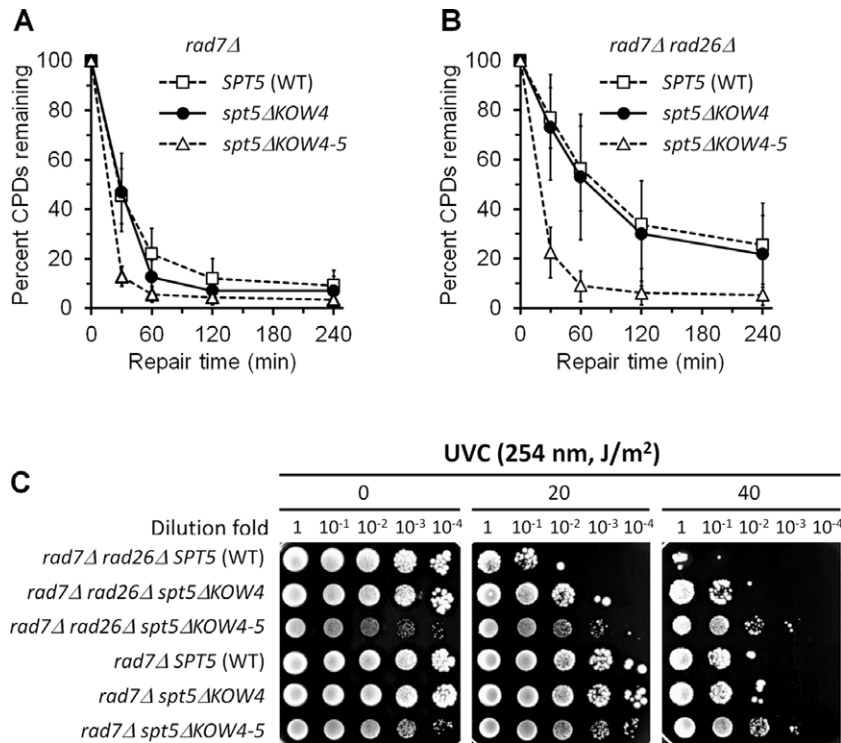 A
rad7Δ
SPT5 (WT)
spt5ΔKOW4
spt5ΔKOW4-5
Percent CPDs remaining
100
80
60
40
20
0
0 60 120 180 240
Repair time (min)
B
rad7Δ rad26Δ
SPT5 (WT)
spt5ΔKOW4
spt5ΔKOW4-5
Percent CPDs remaining
100
80
60
40
20
0
0 60 120 180 240
Repair time (min)
C
UVC (254 nm, J/m²)
0 20 40
Dilution fold 1 10⁻¹ 10⁻² 10⁻³ 10⁻⁴ 1 10⁻¹ 10⁻² 10⁻³ 10⁻⁴ 1 10⁻¹ 10⁻² 10⁻³ 10⁻⁴
rad7Δ rad26Δ SPT5 (WT)
rad7Δ rad26Δ spt5ΔKOW4
rad7Δ rad26Δ spt5ΔKOW4-5
rad7Δ SPT5 (WT)
rad7Δ spt5ΔKOW4
rad7Δ spt5ΔKOW4-5